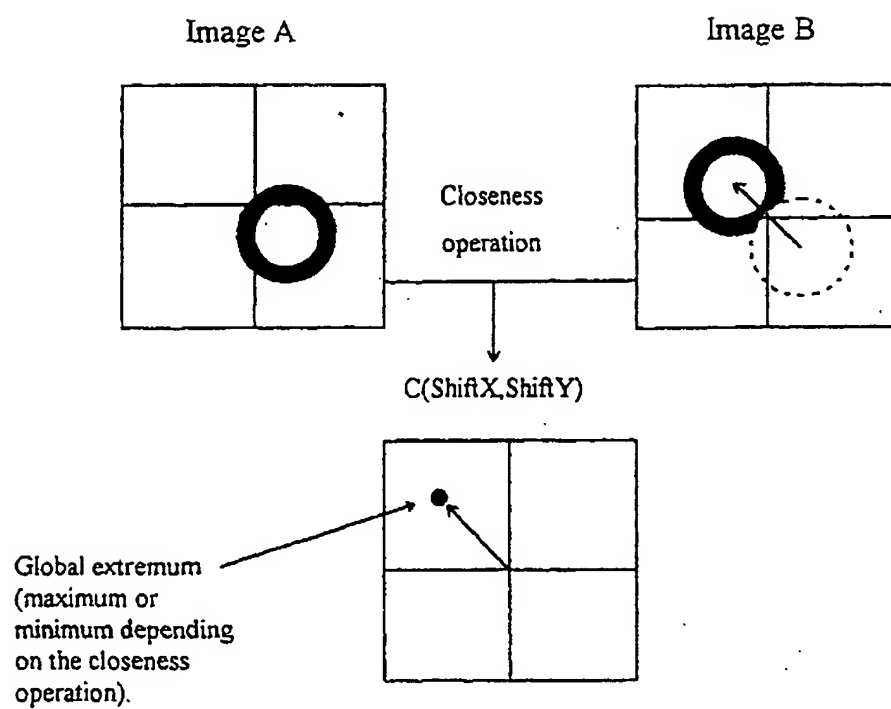 Image A
Image B
Closeness
operation
C(ShiftX,ShiftY)
Global extremum
(maximum or
minimum depending
on the closeness
operation).